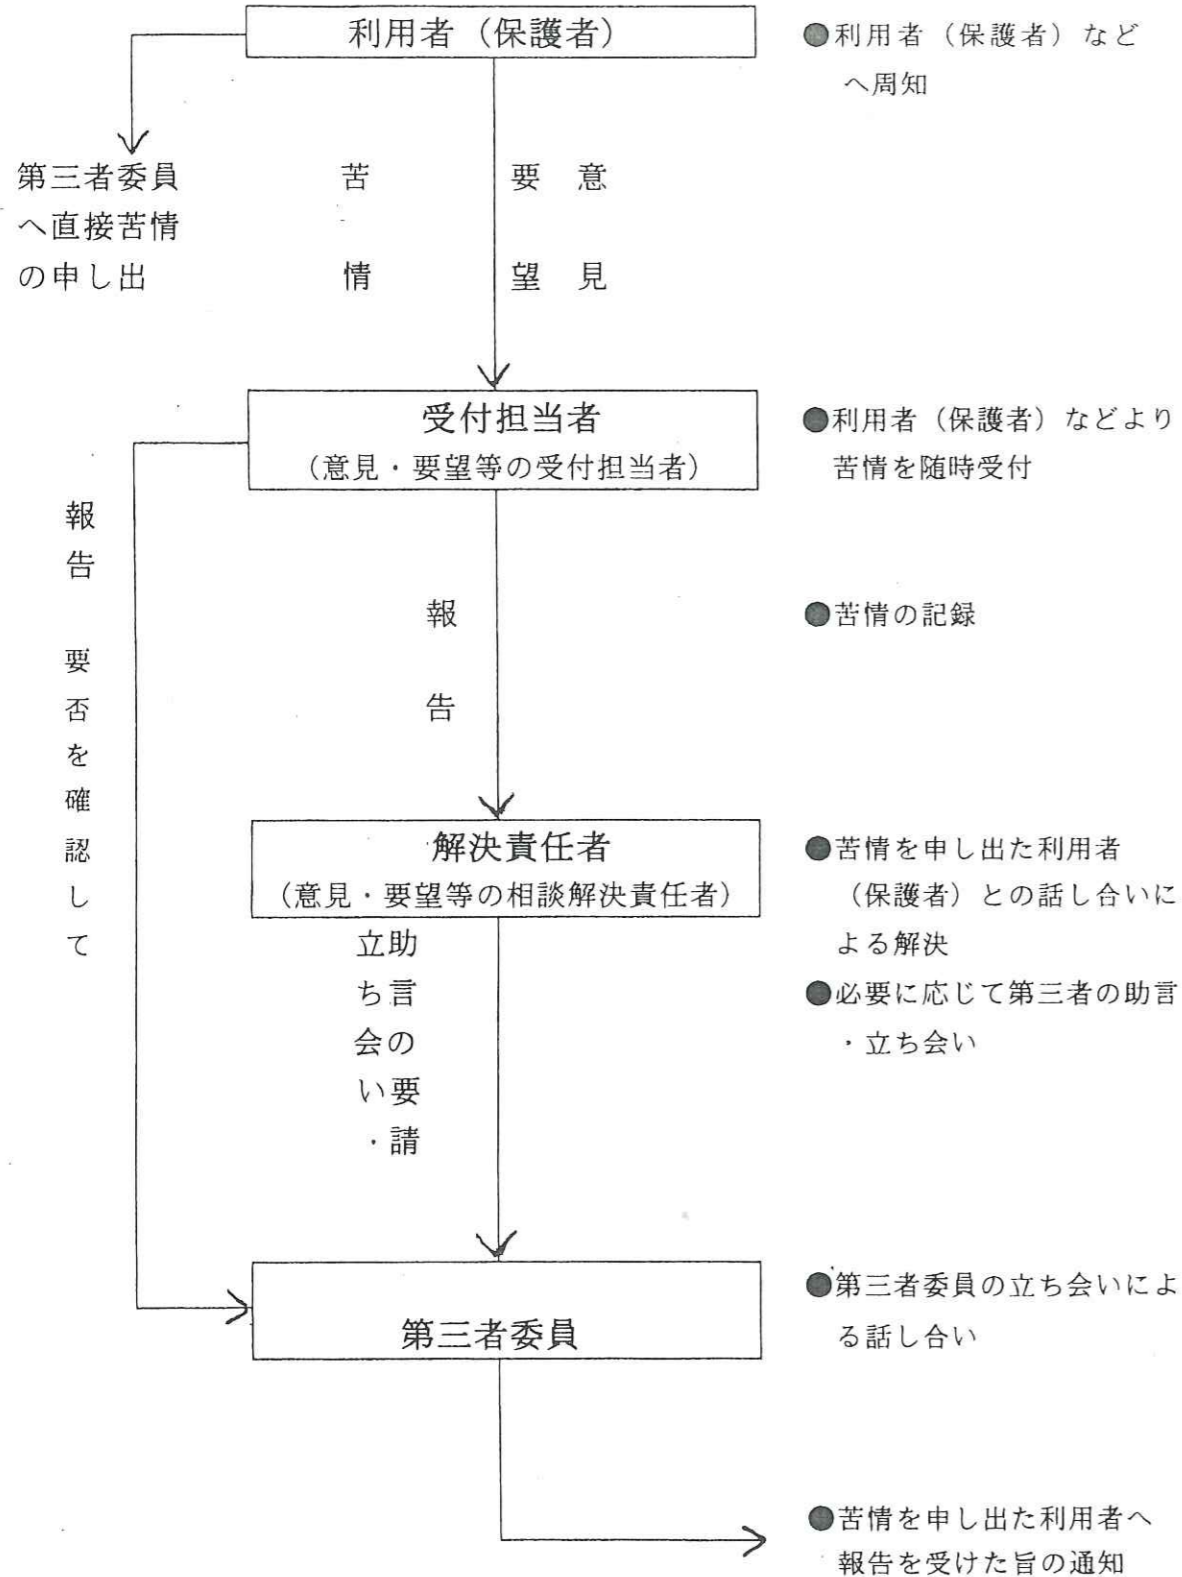 利用者（保護者）
●利用者（保護者）など
へ周知
第三者委員
へ直接苦情
の申し出
苦情
意見
要望
受付担当者
（意見・要望等の受付担当者）
●利用者（保護者）などより
苦情を随時受付
報告　要否を確認して
報告
●苦情の記録
解決責任者
（意見・要望等の相談解決責任者）
●苦情を申し出た利用者
（保護者）との話し合いに
よる解決
●必要に応じて第三者の助言
・立ち会い
助言の要請
立ち会い・
第三者委員
●第三者委員の立ち会いによ
る話し合い
●苦情を申し出た利用者へ
報告を受けた旨の通知